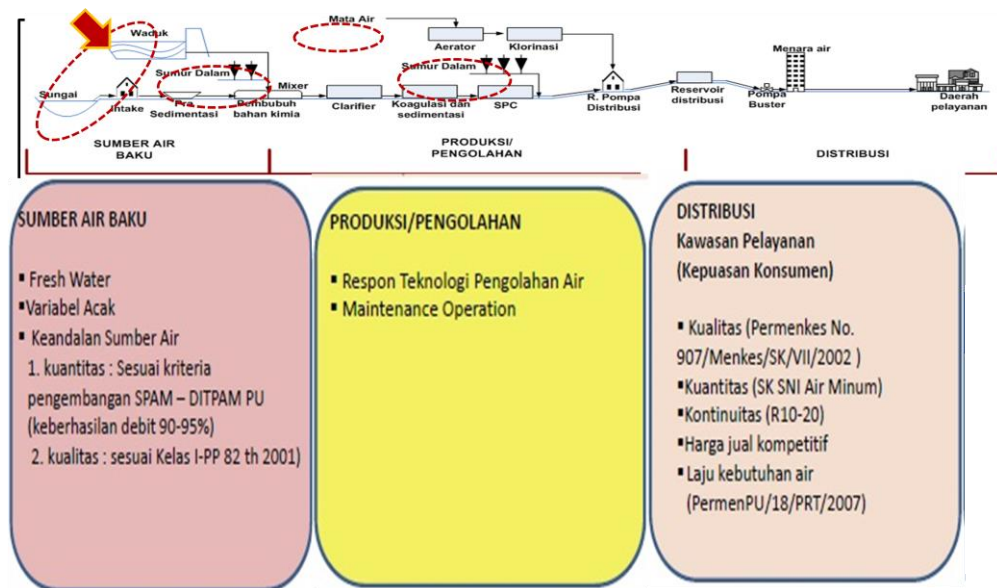 Waduk
Mata Air
Aerator
Klorinasi
Sumur Dalam
Sumur Dalam
Menara air
Sungai
Intake
Pra
Sedimentasi
Mixer
Pembubuh
bahan kimia
Clarifier
Koagulasi dan
sedimentasi
SPC
R. Pompa
Distribusi
Reservoir
distribusi
Pompa
Buster
Daerah
pelayanan
SUMBER AIR
BAKU
PRODUKSI/
PENGOLAHAN
DISTRIBUSI
SUMBER AIR BAKU
▪ Fresh Water
▪ Variabel Acak
▪ Keandalan Sumber Air
1. kuantitas : Sesuai kriteria
pengembangan SPAM – DITPAM PU
(keberhasilan debit 90-95%)
2. kualitas : sesuai Kelas I-PP 82 th 2001)
PRODUKSI/PENGOLAHAN
▪ Respon Teknologi Pengolahan Air
▪ Maintenance Operation
DISTRIBUSI
Kawasan Pelayanan
(Kepuasan Konsumen)
▪ Kualitas (Permenkes No.
907/Menkes/SK/VII/2002 )
▪ Kuantitas (SK SNI Air Minum)
▪ Kontinuitas (R10-20)
▪ Harga jual kompetitif
▪ Laju kebutuhan air
(PermenPU/18/PRT/2007)